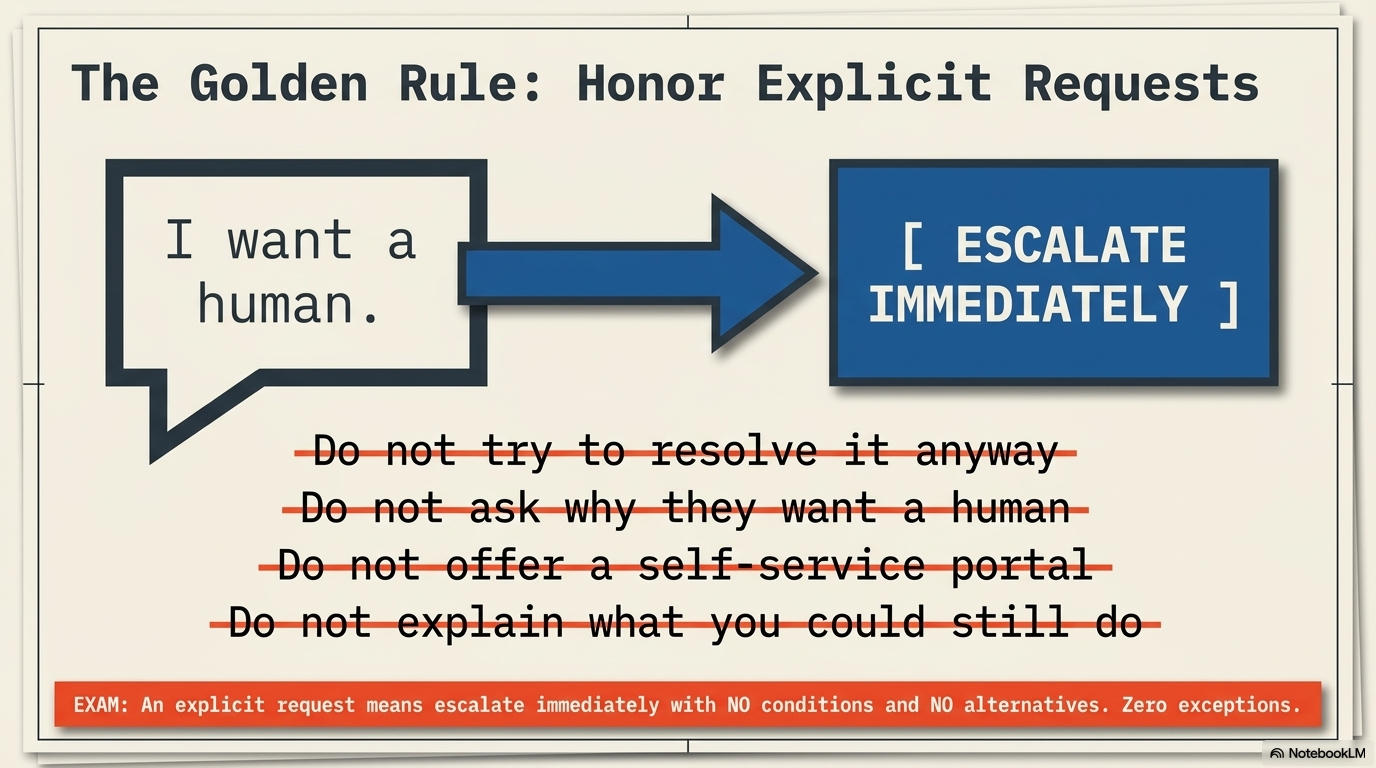 The Golden Rule: Honor Explicit Requests
I want a
human.
[ ESCALATE
IMMEDIATELY ]
Do not try to resolve it anyway
Do not ask why they want a human
Do not offer a self-service portal
Do not explain what you could still do
EXAM: An explicit request means escalate immediately with NO conditions and NO alternatives. Zero exceptions.
NotebookLM